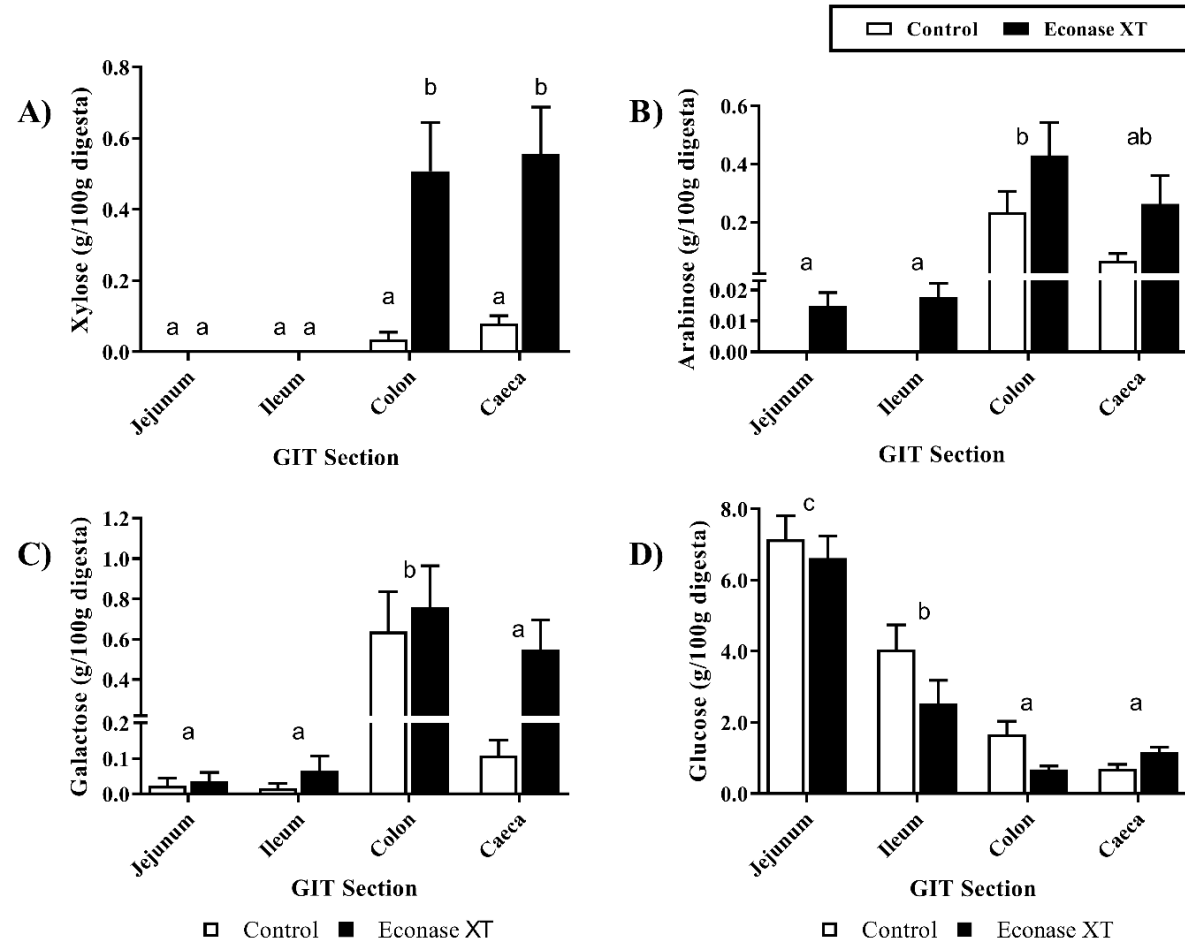 Control Econase XT
A)
Xylose (g/100g digesta)
0.8
0.6
0.4
0.2
0.0
a a a a a b a b
Jejunum Ileum Colon Caeca
GIT Section
B)
Arabinose (g/100g digesta)
0.6
0.4
0.2
0.02
0.01
0.00
a a b ab
Jejunum Ileum Colon Caeca
GIT Section
C)
Galactose (g/100g digesta)
1.2
1.0
0.8
0.6
0.4
0.2
0.1
0.0
a a b a
Jejunum Ileum Colon Caeca
GIT Section
Control Econase XT
D)
Glucose (g/100g digesta)
8.0
6.0
4.0
2.0
0.0
c b a a
Jejunum Ileum Colon Caeca
GIT Section
Control Econase XT